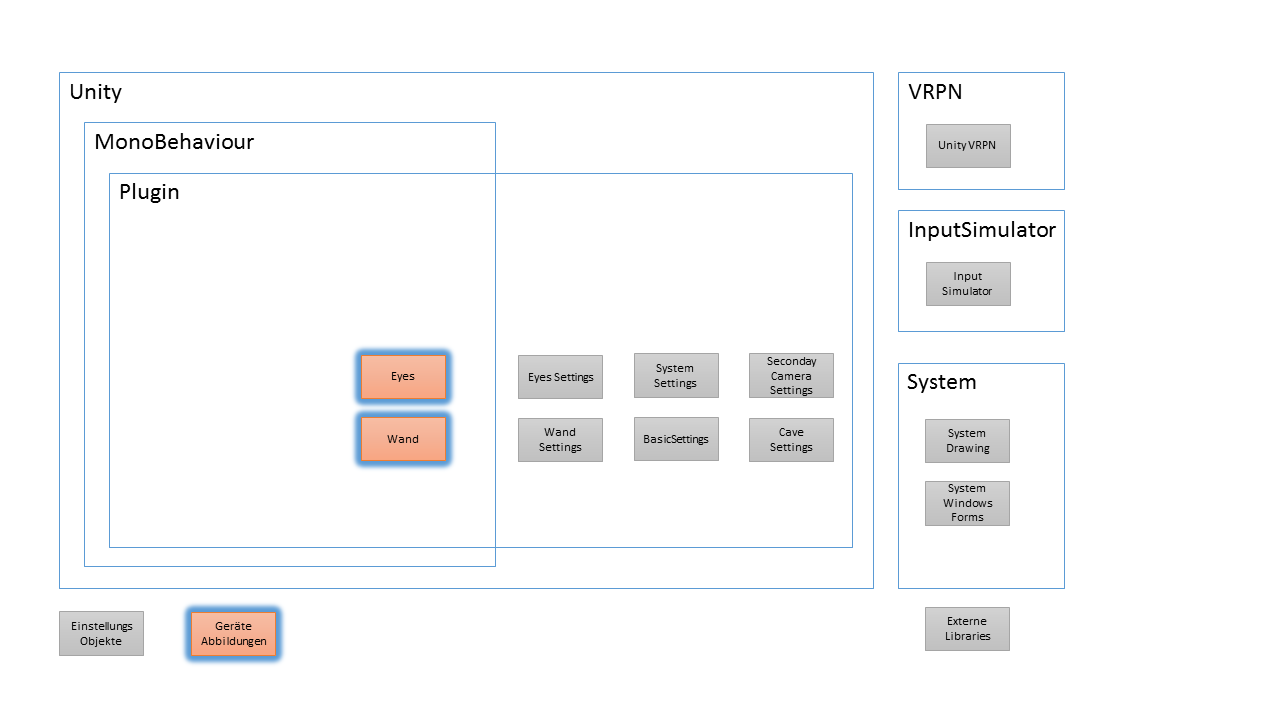 Unity
MonoBehaviour
Plugin
Eyes
Wand
Eyes Settings
System
Settings
Seconday
Camera
Settings
Wand
Settings
BasicSettings
Cave
Settings
VRPN
Unity VRPN
InputSimulator
Input
Simulator
System
System
Drawing
System
Windows
Forms
Einstellungs
Objekte
Geräte
Abbildungen
Externe
Libraries